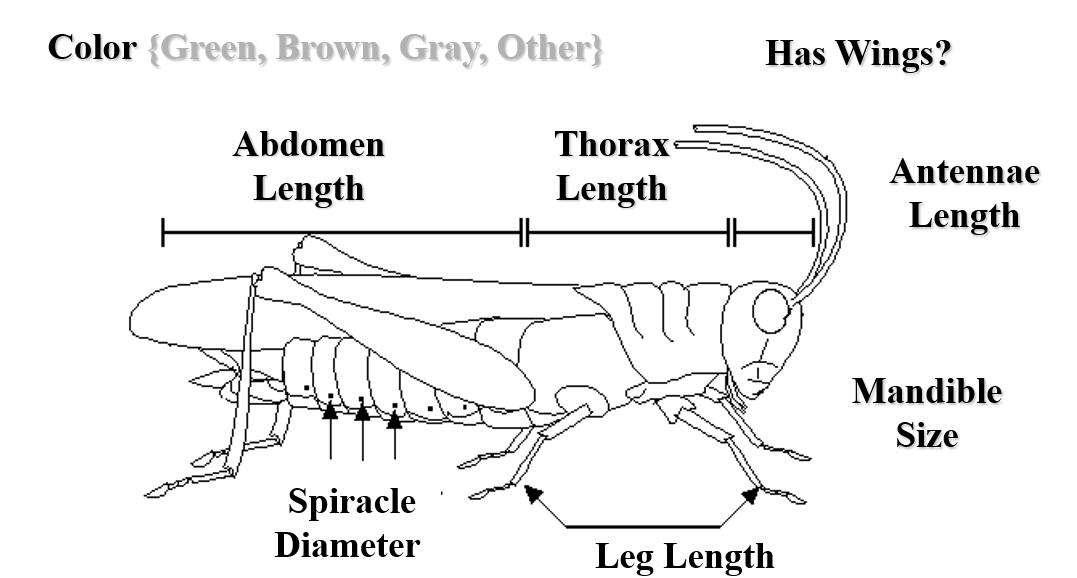 Color {Green, Brown, Gray, Other}
Has Wings?
Abdomen
Length
Thorax
Length
Antennae
Length
Mandible
Size
Spiracle
Diameter
Leg Length